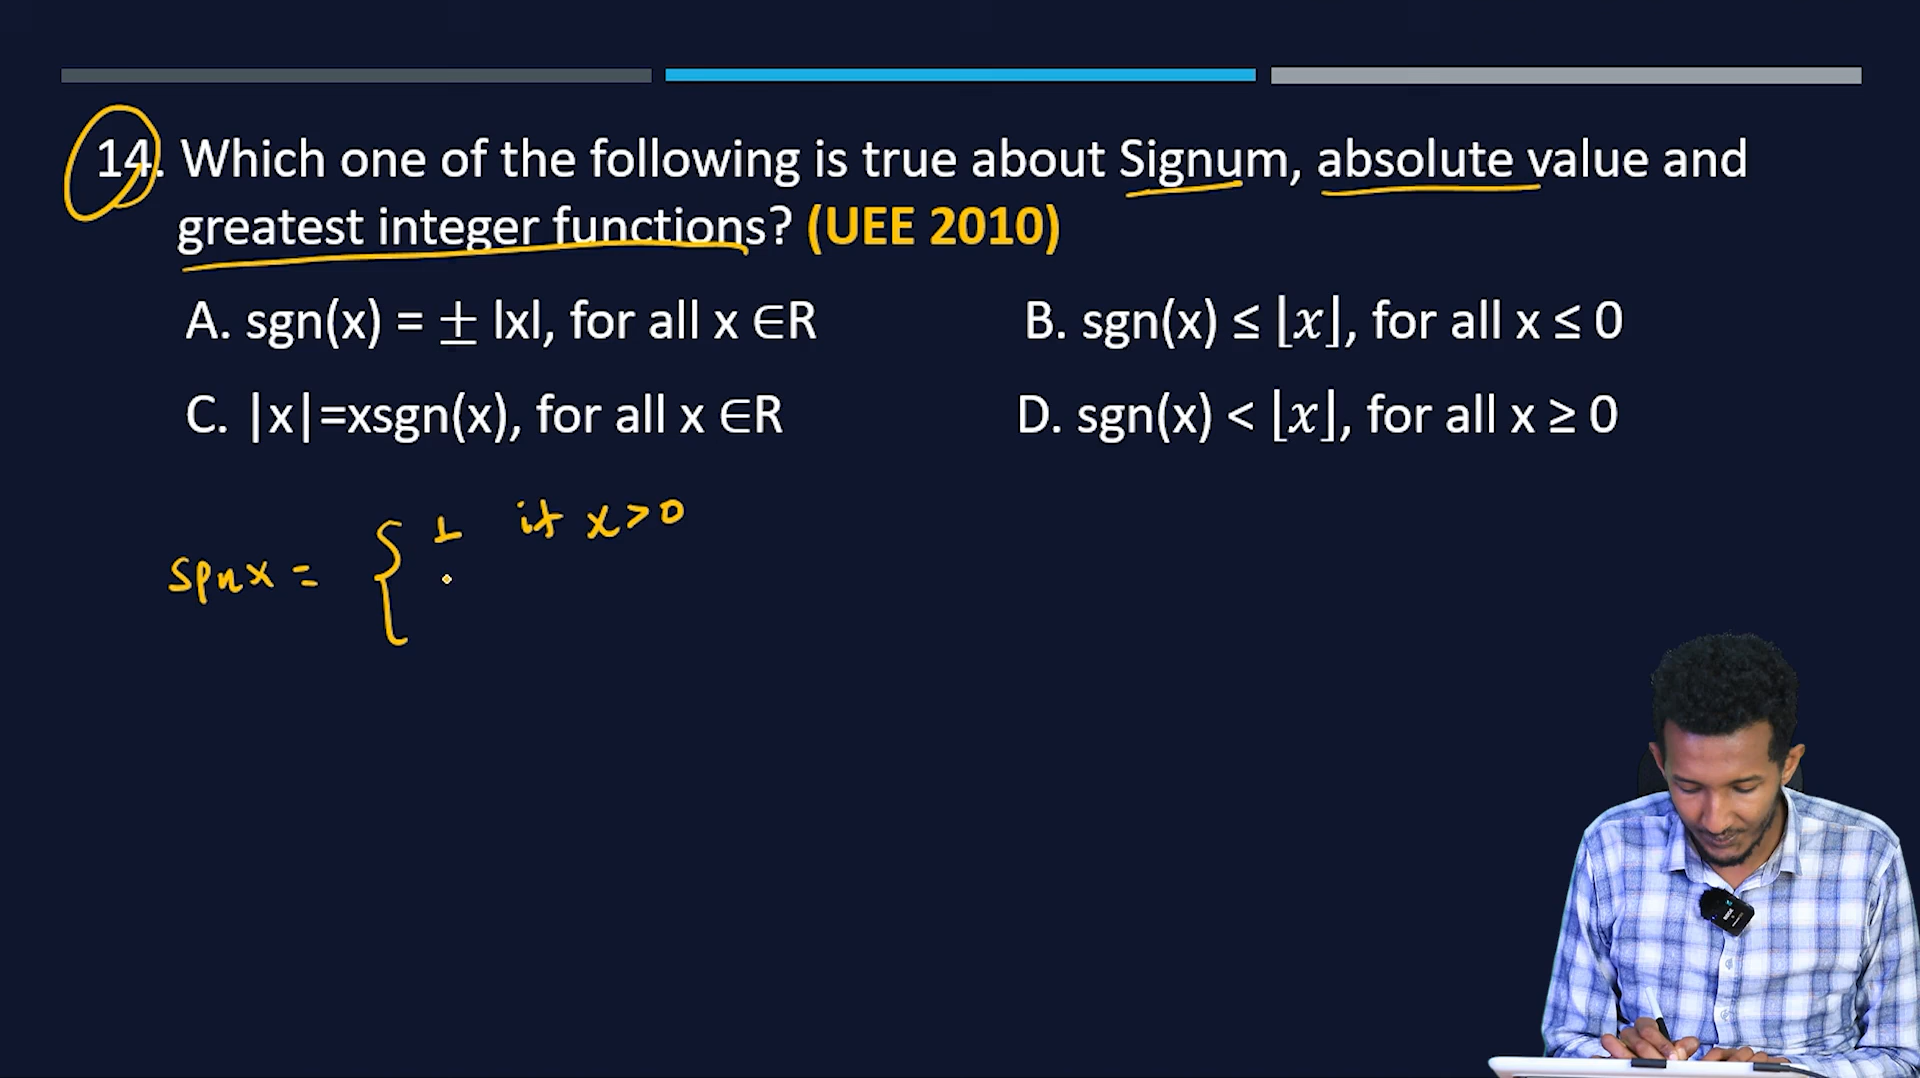 14. Which one of the following is true about Signum, absolute value and
greatest integer functions? (UEE 2010)
A. sgn(x) = ± lxl, for all x ∈R
B. sgn(x) ≤ ⌊𝑥⌋, for all x ≤ 0
C. |x|=xsgn(x), for all x ∈R
D. sgn(x) < ⌊𝑥⌋, for all x ≥ 0
sgnx = { 1 if x>0